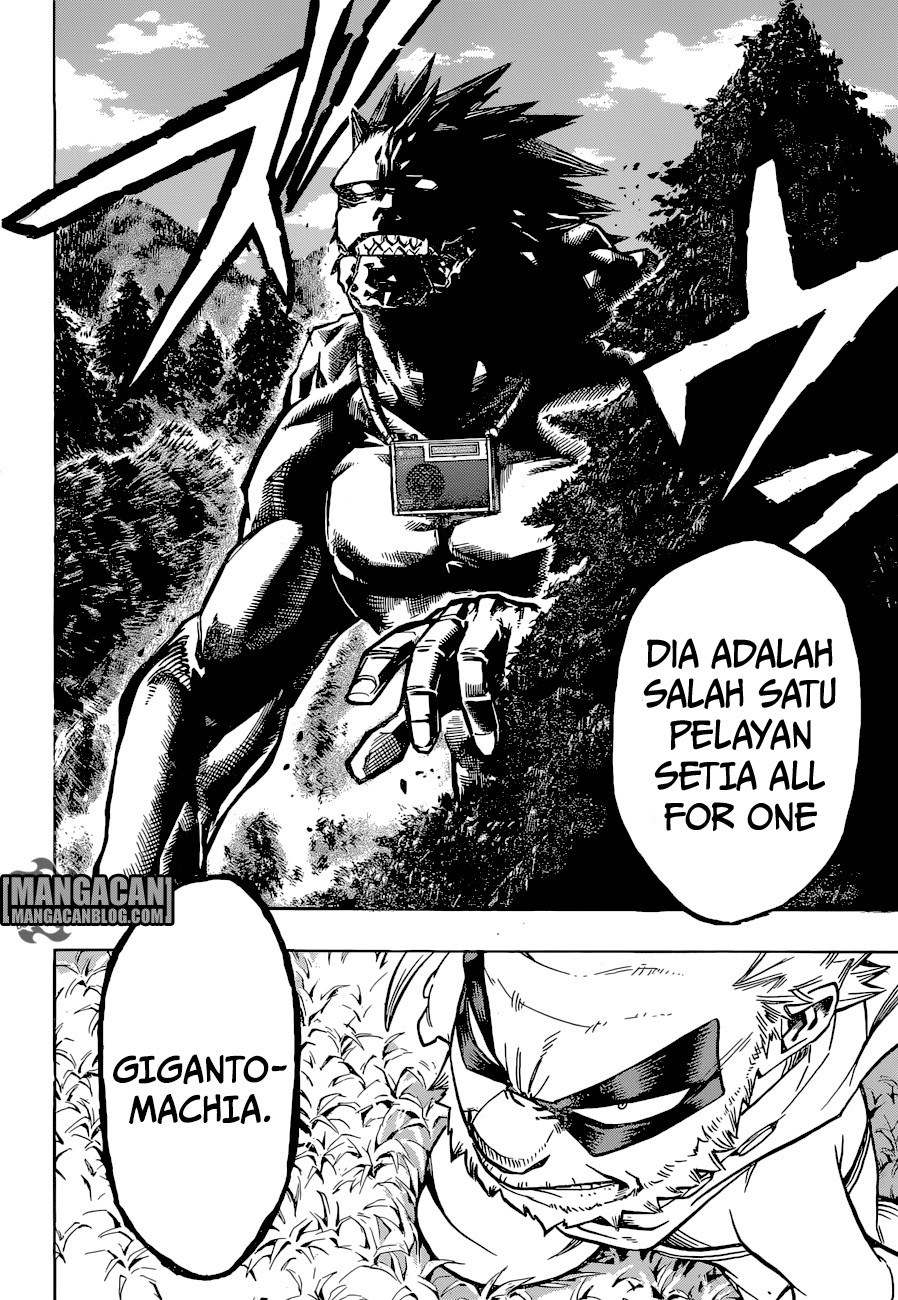 DIA ADALAH
SALAH SATU
PELAYAN
SETIA ALL
FOR ONE
[MANGACAN]
MANGACANBLOG.COM
GIGANTO-
MACHIA.